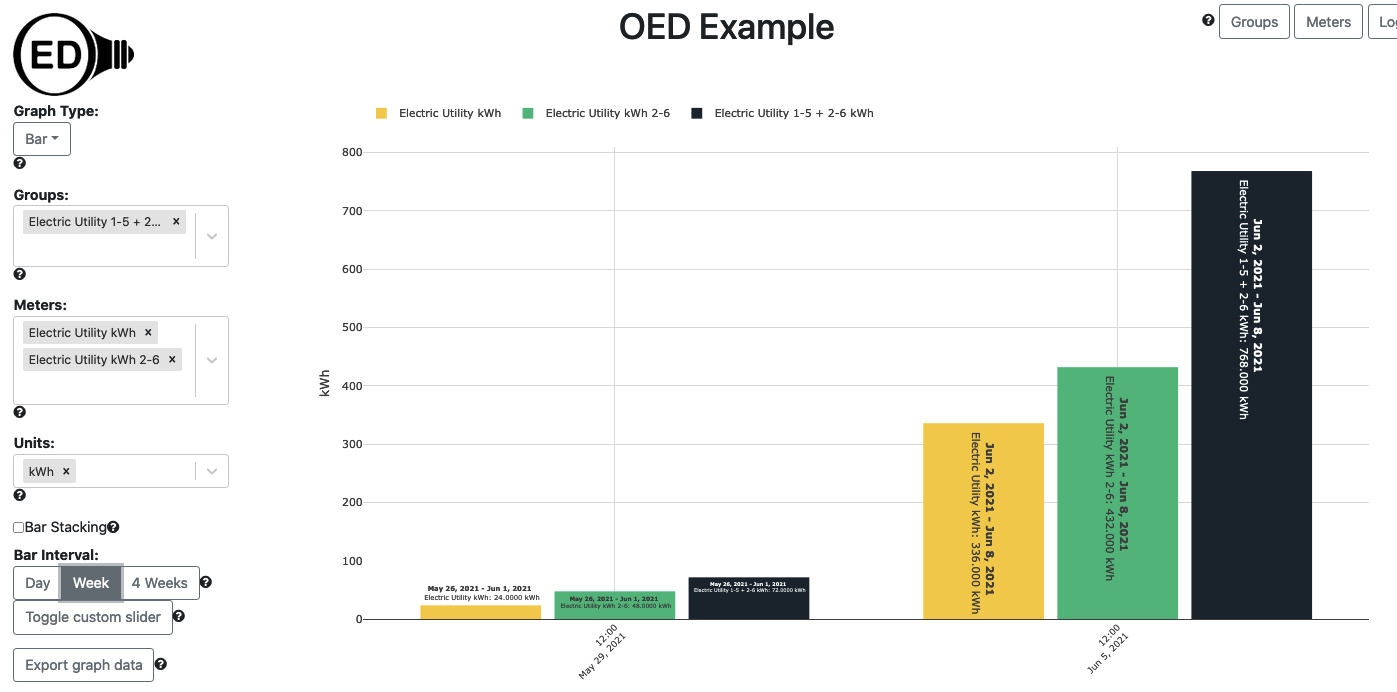 ED
OED Example
Groups
Meters
Graph Type:
Bar
Groups:
Electric Utility 1-5 + 2...
Meters:
Electric Utility kWh
Electric Utility kWh 2-6
Units:
kWh
Bar Stacking
Bar Interval:
Day Week 4 Weeks
Toggle custom slider
Export graph data
Electric Utility kWh Electric Utility kWh 2-6 Electric Utility 1-5 + 2-6 kWh
800
700
600
500
400
300
200
100
0
kWh
May 26, 2021 - Jun 1, 2021
Electric Utility kWh: 24.0000 kWh
May 26, 2021 - Jun 1, 2021
Electric Utility kWh 2-6: 48.0000 kWh
May 26, 2021 - Jun 1, 2021
Electric Utility 1-5 + 2-6 kWh: 72.0000 kWh
Jun 2, 2021 - Jun 8, 2021
Electric Utility kWh: 336.000 kWh
Jun 2, 2021 - Jun 8, 2021
Electric Utility kWh 2-6: 432.000 kWh
Jun 2, 2021 - Jun 8, 2021
Electric Utility 1-5 + 2-6 kWh: 768.000 kWh
12:00
May 29, 2021
12:00
Jun 5, 2021